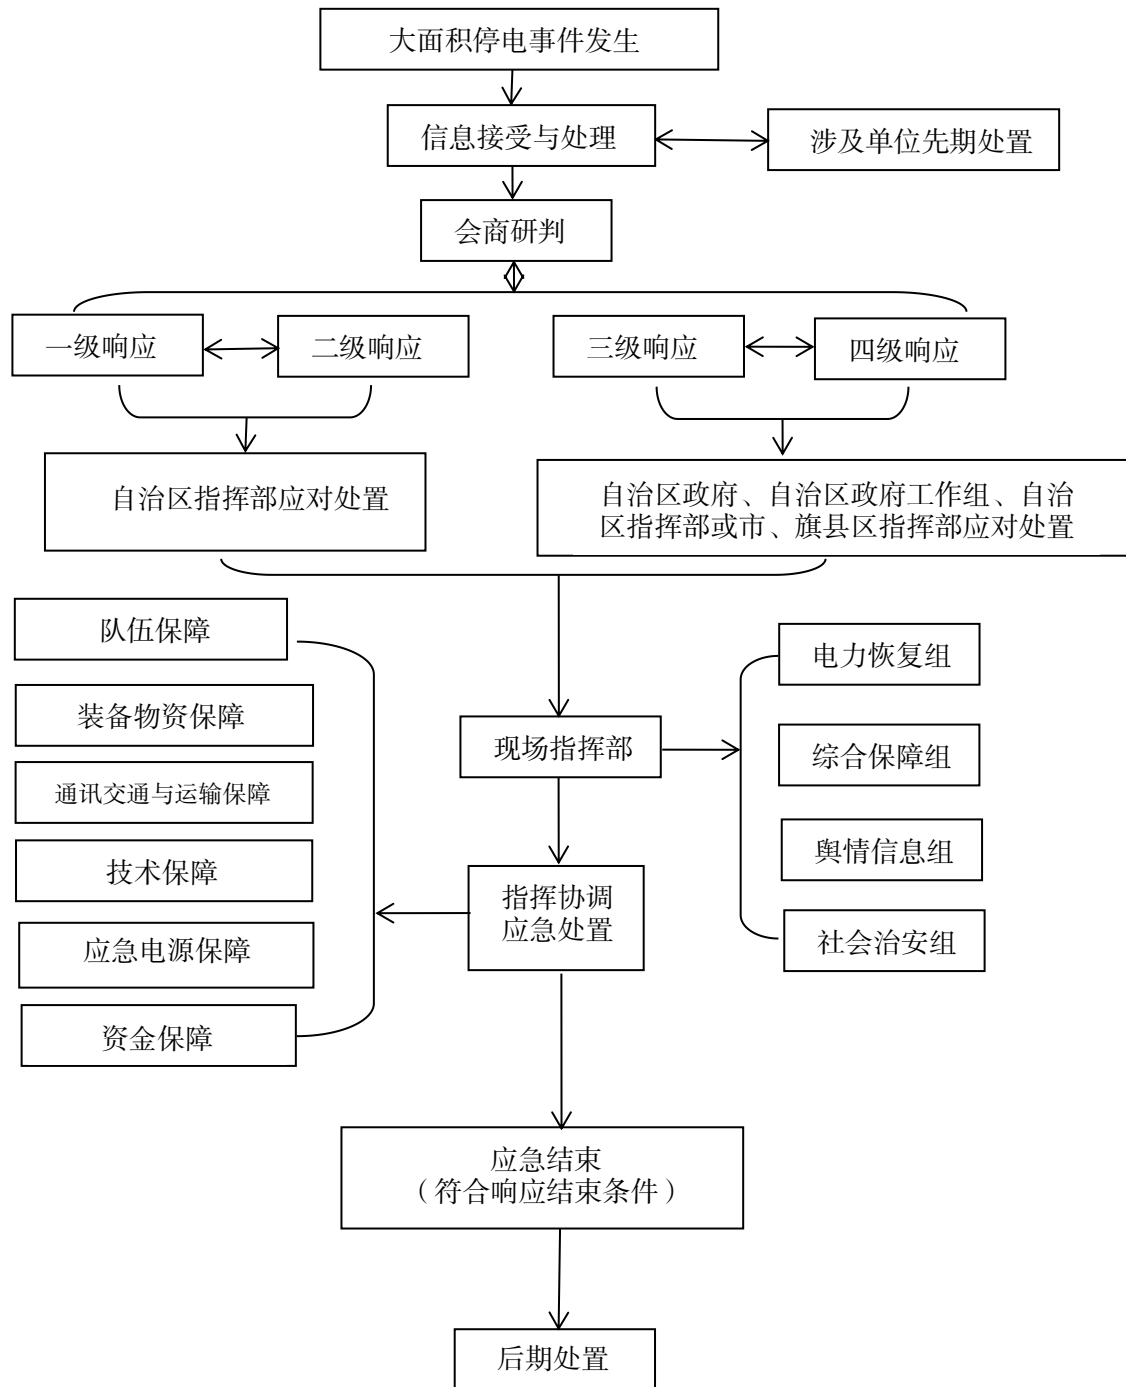 大面积停电事件发生
信息接受与处理
涉及单位先期处置
会商研判
一级响应
二级响应
三级响应
四级响应
自治区指挥部应对处置
自治区政府、自治区政府工作组、自治
区指挥部或市、旗县区指挥部应对处置
队伍保障
装备物资保障
通讯交通与运输保障
技术保障
应急电源保障
资金保障
现场指挥部
电力恢复组
综合保障组
舆情信息组
社会治安组
指挥协调
应急处置
应急结束
（符合响应结束条件）
后期处置